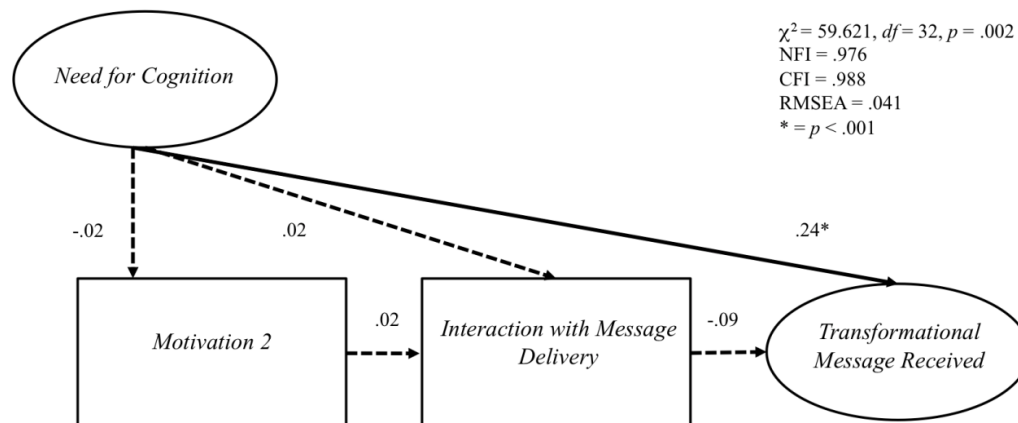 χ² = 59.621, df = 32, p = .002
NFI = .976
CFI = .988
RMSEA = .041
* = p < .001
Need for Cognition
-.02
.02
.24*
Motivation 2
.02
Interaction with Message
Delivery
-.09
Transformational
Message Received